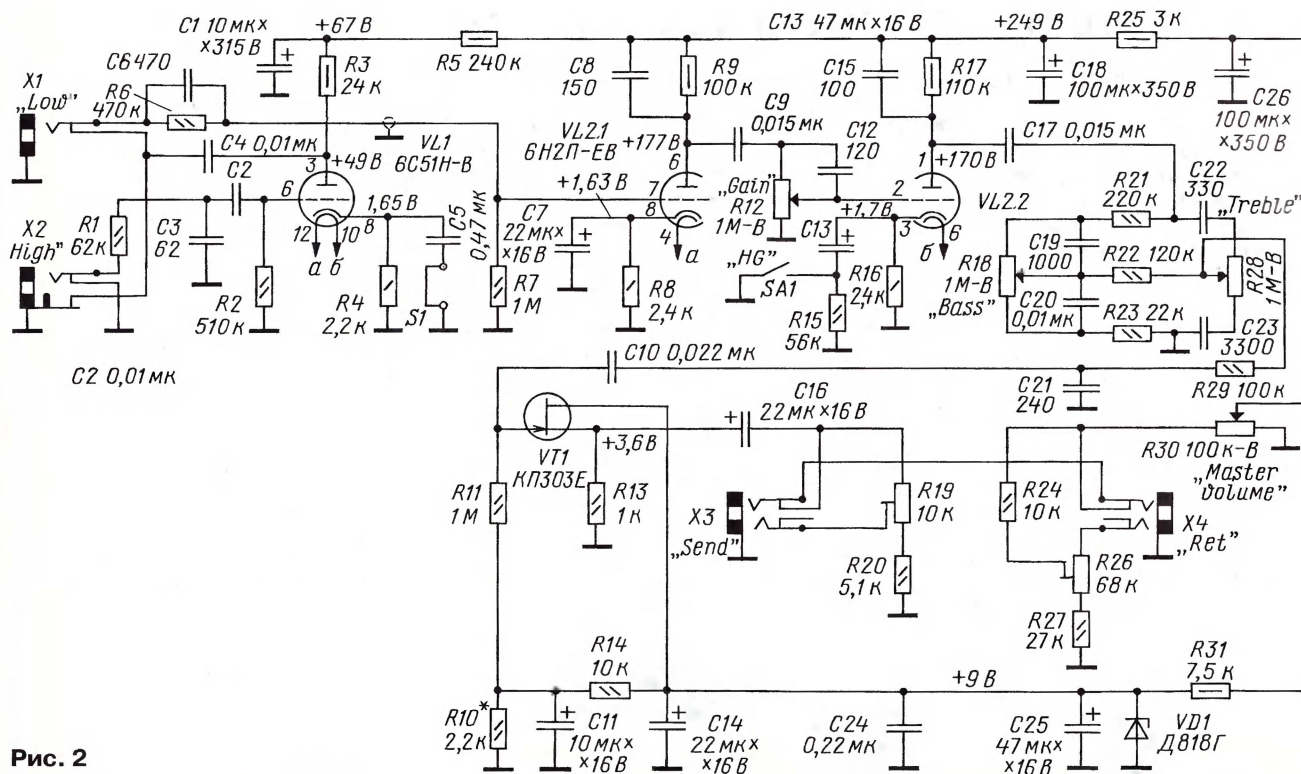 C1 10 мк×
×315 В
+67 В
C13 47 мк×16 В
+249 В
R25 3 к
C6 470
R3
24 к
R5 240 к
C8
150
R9
100 к
C15
100
R17
110 к
C18
100 мк×350 В
C26
100 мк×
×350 В
X1
„Low”
R6
470 к
C9
0,015 мк
VL1
6С51Н-В
VL2.1
6Н2П-ЕВ
+177 В
C12
120
C17 0,015 мк
C4 0,01 мк
3
+49 В
6
1
+170 В
C22
330
C2
6
1,65 В
8
+1,63 В
7
8
„Gain”
R12
1 М-В
2
VL2.2
R21
220 к
„Treble”
X2
„High”
R1
62 к
C3
62
12
10
а
б
C5
0,47 мк
C7
22 мк×
×16 В
4
а
C13
+1,7 В
3
6
б
R18
1 М-В
„Bass”
C19
1000
R22 120 к
R28
1 М-В
R2
510 к
R4
2,2 к
S1
R7
1 М
R8
2,4 к
„HG”
SA1
R15
56 к
R16
2,4 к
C20
0,01 мк
R23 22 к
C23
3300
C2 0,01 мк
C10 0,022 мк
C21
240
R29 100 к
C16
22 мк×16 В
VT1
КП303Е
+3,6 В
R30 100 к-В
„Master
volume”
R11
1 М
R13
1 к
X3
„Send”
R19
10 к
R24
10 к
X4
„Ret”
R20
5,1 к
R26
68 к
R27
27 к
R14
10 к
+9 В
R31
7,5 к
R10*
2,2 к
C11
10 мк×
×16 В
C14
22 мк×
×16 В
C24
0,22 мк
C25
47 мк×
×16 В
VD1
Д818Г
Рис. 2